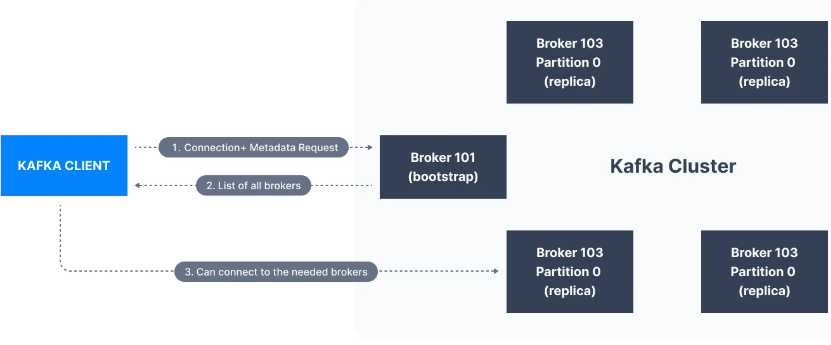 Broker 103
Partition 0
(replica)
Broker 103
Partition 0
(replica)
KAFKA CLIENT
1. Connection+ Metadata Request
2. List of all brokers
Broker 101
(bootstrap)
Kafka Cluster
3. Can connect to the needed brokers
Broker 103
Partition 0
(replica)
Broker 103
Partition 0
(replica)